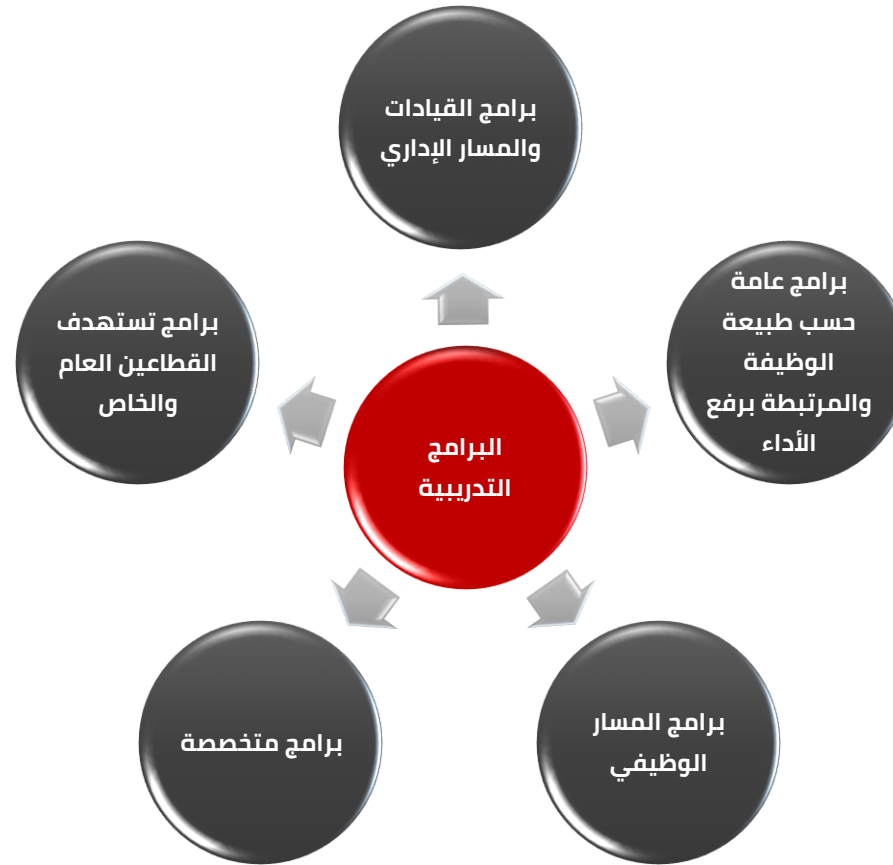 برامج القيادات
والمسار الإداري
برامج عامة
حسب طبيعة
الوظيفة
والمرتبطة برفع
الأداء
برامج تستهدف
القطاعين العام
والخاص
البرامج
التدريبية
برامج المسار
الوظيفي
برامج متخصصة